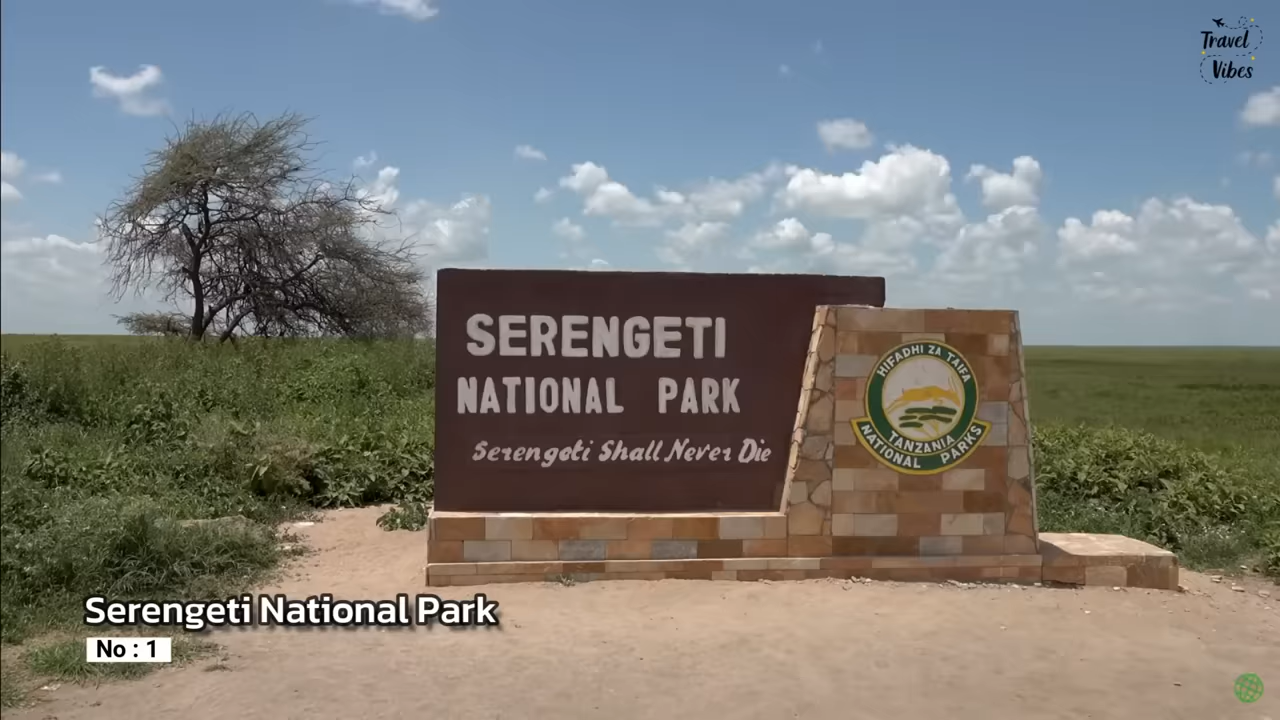 Travel
Vibes
SERENGETI
NATIONAL PARK
Serengeti Shall Never Die
HIFADHI ZA TAIFA
TANZANIA
NATIONAL PARKS
Serengeti National Park
No : 1